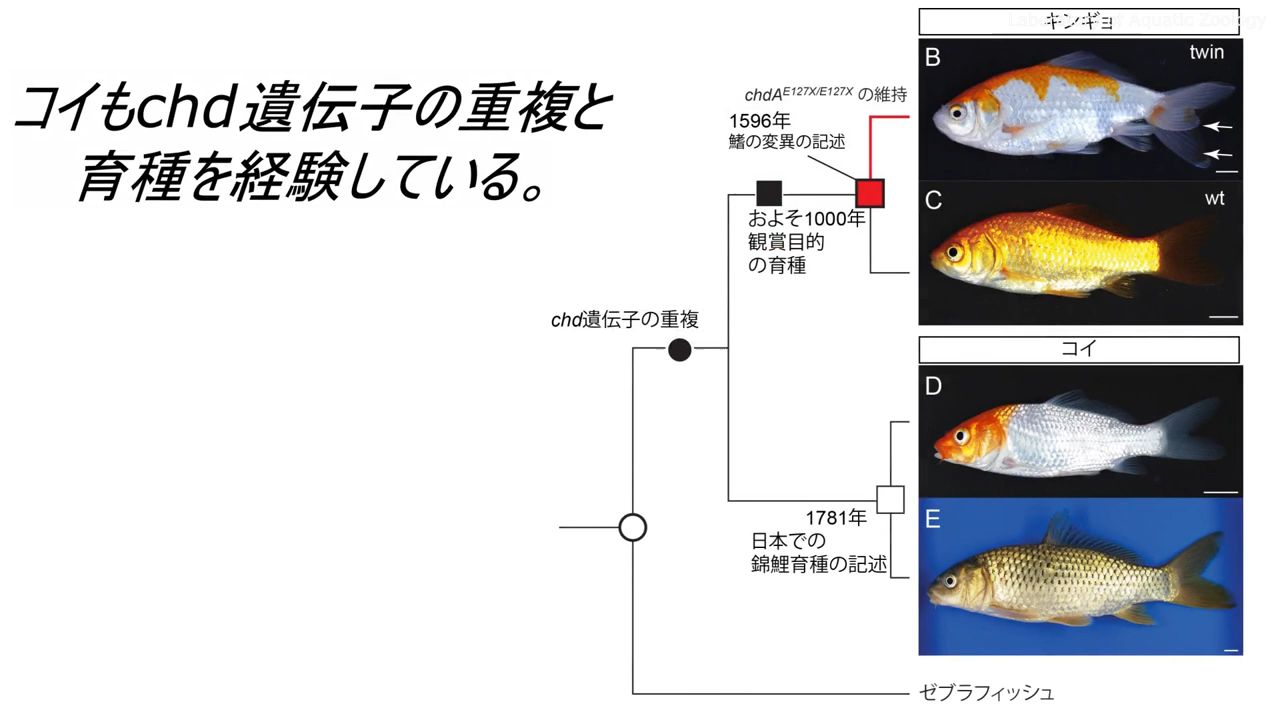 Laboratory of Aquatic Zoology
コイもchd遺伝子の重複と
育種を経験している。
キンギョ
B
twin
chdA^E127X/E127X の維持
1596年
鰭の変異の記述
C
wt
およそ1000年
観賞目的
の育種
chd遺伝子の重複
コイ
D
E
1781年
日本での
錦鯉育種の記述
ゼブラフィッシュ